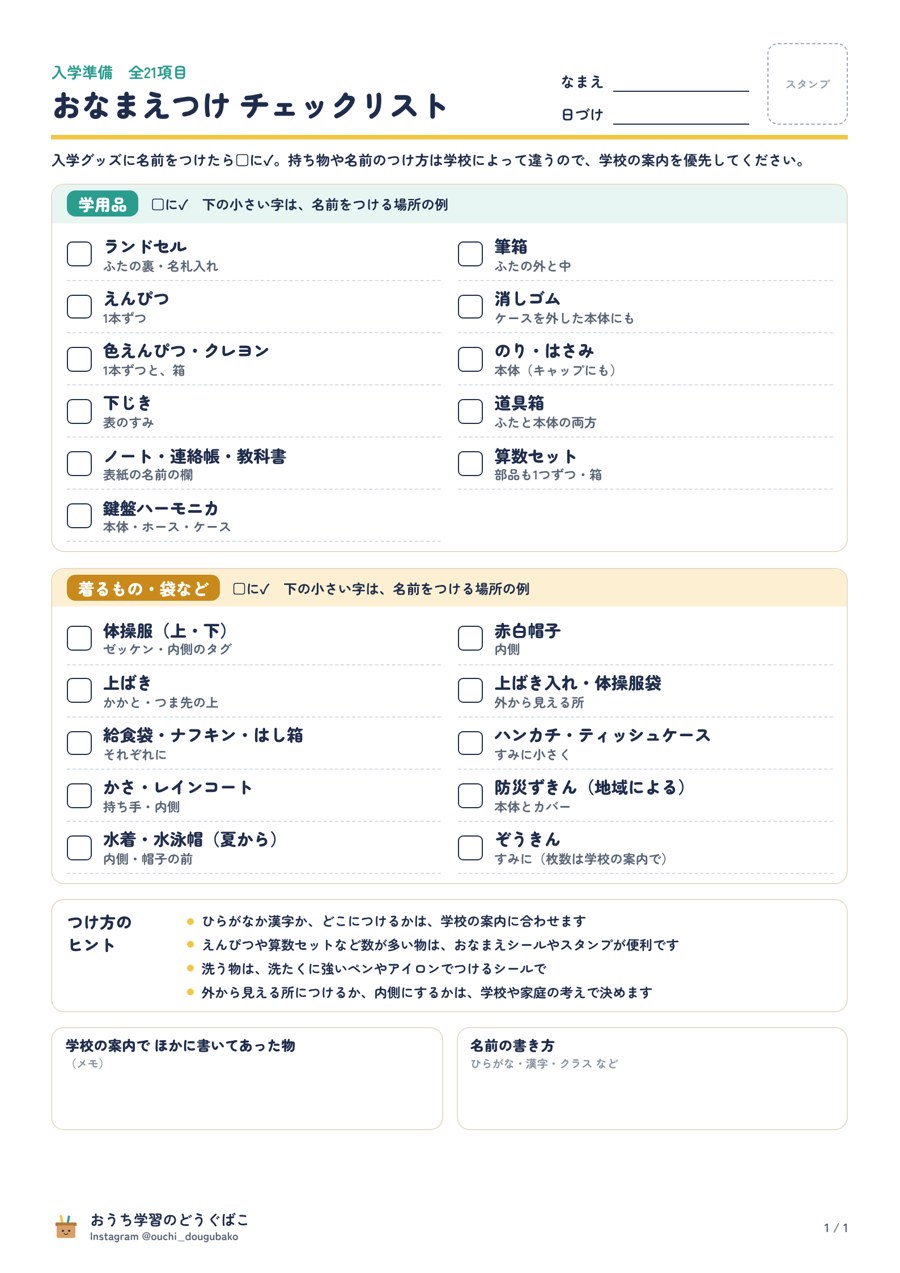 入学準備　全21項目
おなまえつけ チェックリスト
なまえ
日づけ
スタンプ
入学グッズに名前をつけたら□に✓。持ち物や名前のつけ方は学校によって違うので、学校の案内を優先してください。
学用品　□に✓　下の小さい字は、名前をつける場所の例
ランドセル
ふたの裏・名札入れ
筆箱
ふたの外と中
えんぴつ
1本ずつ
消しゴム
ケースを外した本体にも
色えんぴつ・クレヨン
1本ずつと、箱
のり・はさみ
本体（キャップにも）
下じき
表のすみ
道具箱
ふたと本体の両方
ノート・連絡帳・教科書
表紙の名前の欄
算数セット
部品も1つずつ・箱
鍵盤ハーモニカ
本体・ホース・ケース
着るもの・袋など　□に✓　下の小さい字は、名前をつける場所の例
体操服（上・下）
ゼッケン・内側のタグ
赤白帽子
内側
上ばき
かかと・つま先の上
上ばき入れ・体操服袋
外から見える所
給食袋・ナフキン・はし箱
それぞれに
ハンカチ・ティッシュケース
すみに小さく
かさ・レインコート
持ち手・内側
防災ずきん（地域による）
本体とカバー
水着・水泳帽（夏から）
内側・帽子の前
ぞうきん
すみに（枚数は学校の案内で）
つけ方の
ヒント
ひらがなか漢字か、どこにつけるかは、学校の案内に合わせます
えんぴつや算数セットなど数が多い物は、おなまえシールやスタンプが便利です
洗う物は、洗たくに強いペンやアイロンでつけるシールで
外から見える所につけるか、内側にするかは、学校や家庭の考えで決めます
学校の案内で ほかに書いてあった物
（メモ）
名前の書き方
ひらがな・漢字・クラス など
おうち学習のどうぐばこ
Instagram @ouchi_dougubako
1 / 1